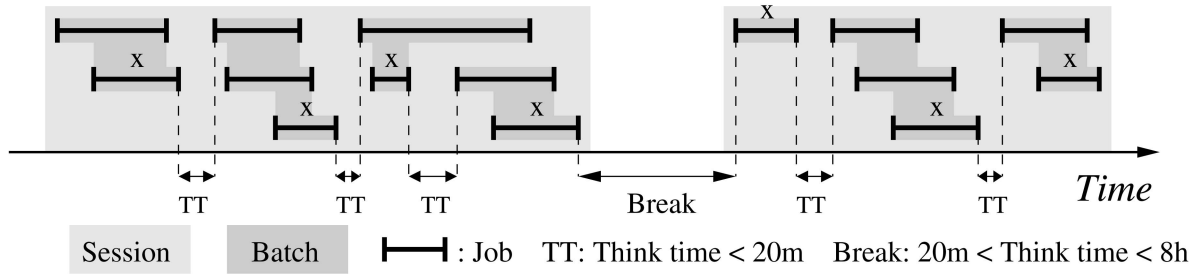 x
x
x
x
x
x
x
x
TT
TT
TT
Break
TT
TT
Time
Session
Batch
: Job
TT: Think time < 20m
Break: 20m < Think time < 8h